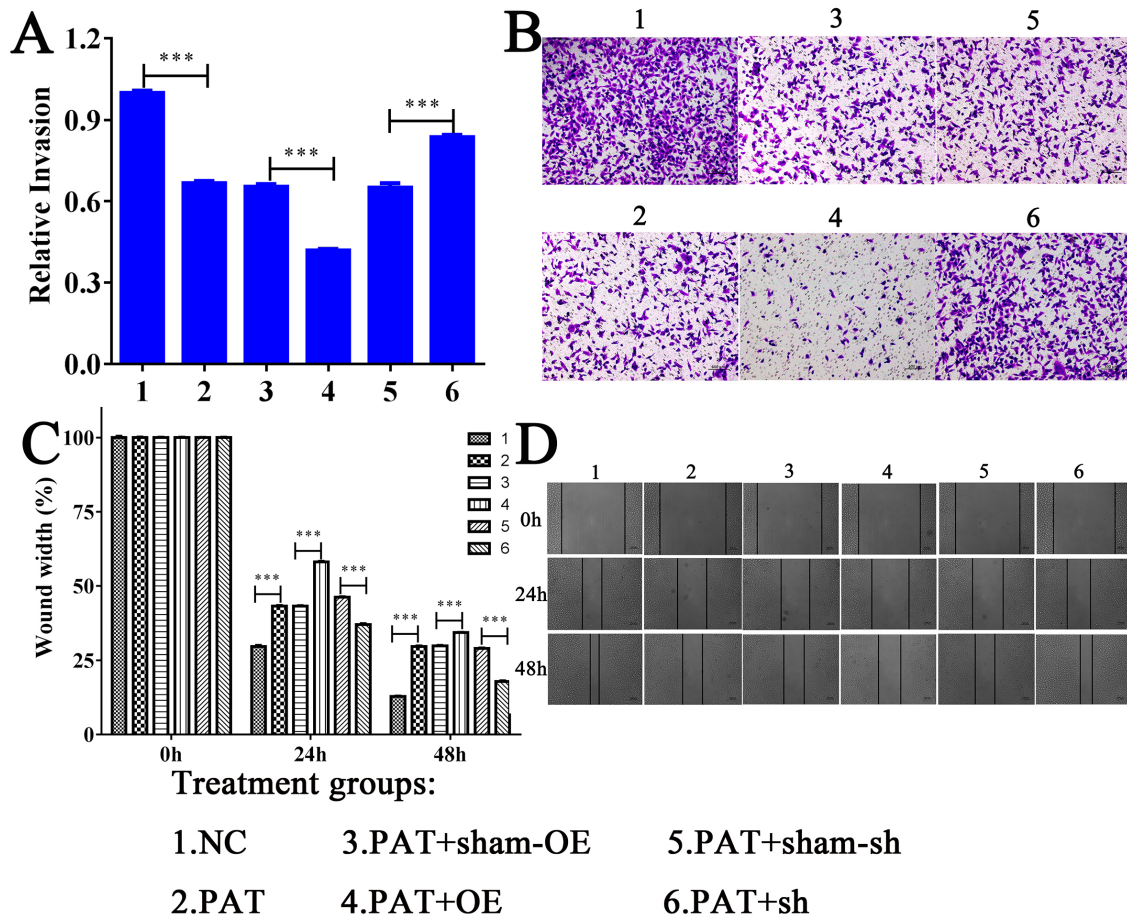 A
Relative Invasion
1.2
0.9
0.6
0.3
0.0
***
***
***
1 2 3 4 5 6
B
1 3 5
2 4 6
C
Wound width (%)
100
75
50
25
0
1
2
3
4
5
6
*** *** ***
*** *** ***
0h 24h 48h
D
1 2 3 4 5 6
0h
24h
48h
Treatment groups:
1.NC 3.PAT+sham-OE 5.PAT+sham-sh
2.PAT 4.PAT+OE 6.PAT+sh